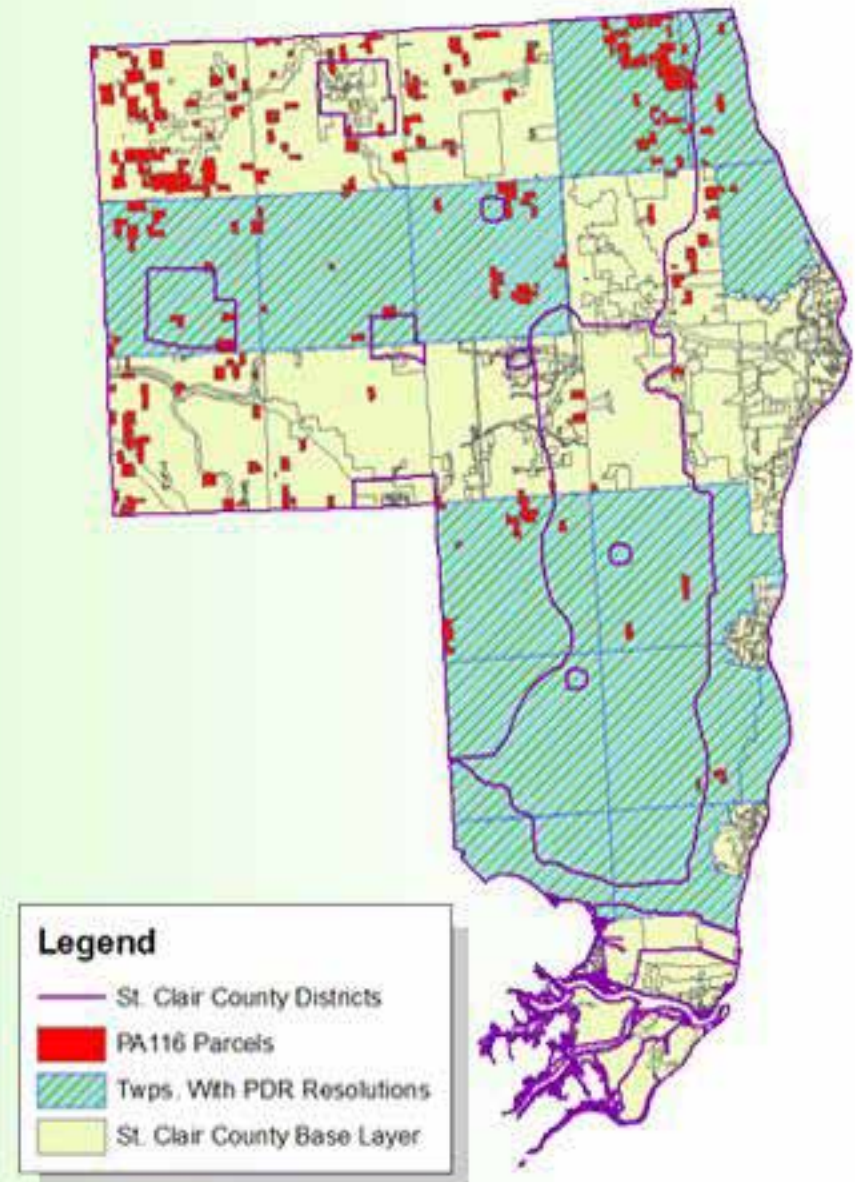 Legend
St. Clair County Districts
PA116 Parcels
Twps. With PDR Resolutions
St. Clair County Base Layer